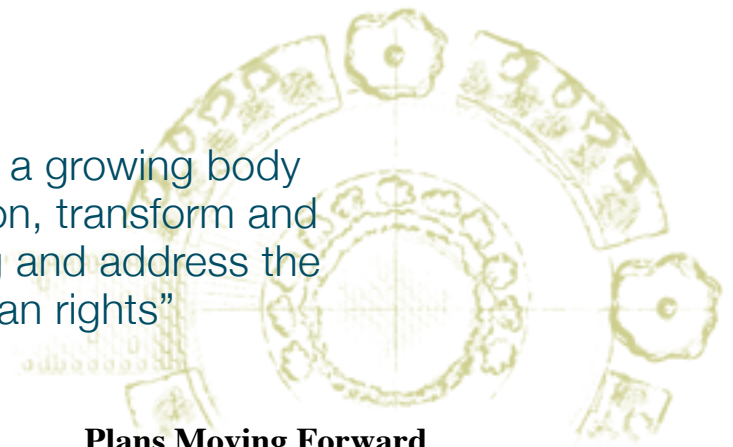 a growing body
on, transform and
g and address the
an rights”
Plans Moving Forward